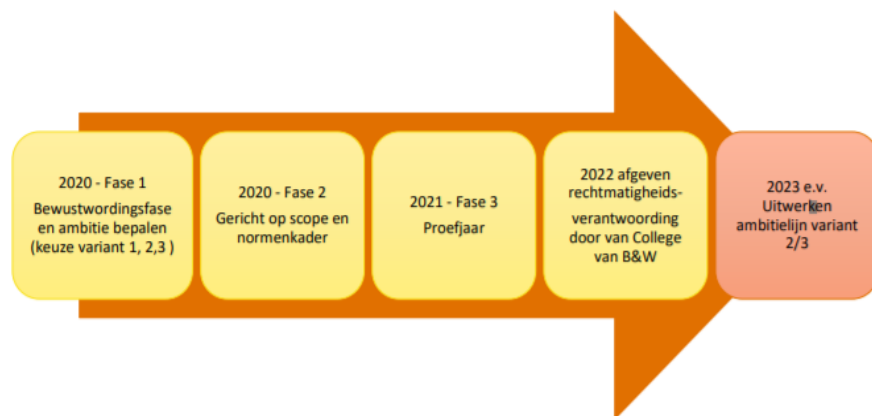 2020 - Fase 1
Bewustwordingsfase
en ambitie bepalen
(keuze variant 1, 2,3 )
2020 - Fase 2
Gericht op scope en
normenkader
2021 - Fase 3
Proefjaar
2022 afgeven
rechtmatigheids-
verantwoording
door van College
van B&W
2023 e.v.
Uitwerken
ambitielijn variant
2/3